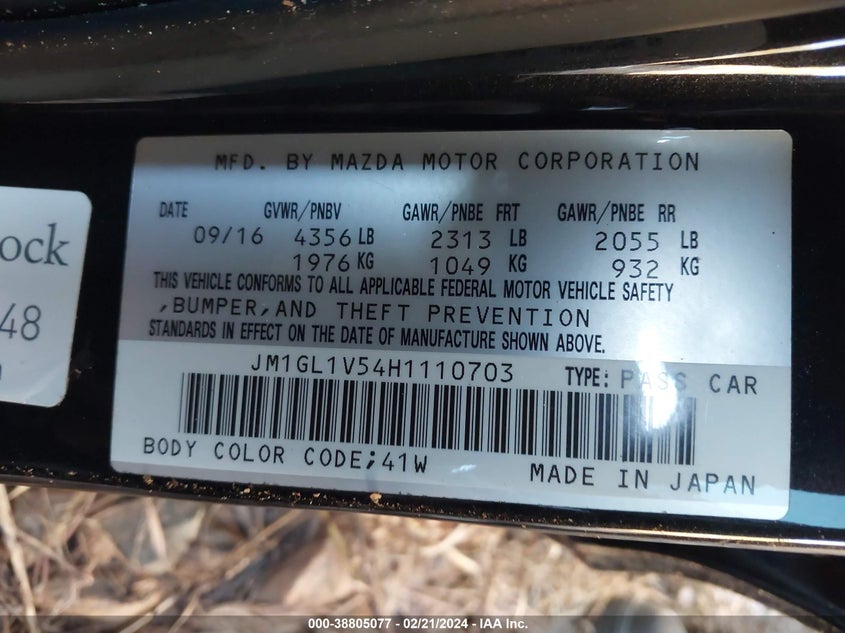 MFD. BY MAZDA MOTOR CORPORATION
DATE GVWR/PNBV GAWR/PNBE FRT GAWR/PNBE RR
09/16 4356 LB 2313 LB 2055 LB
1976 KG 1049 KG 932 KG
THIS VEHICLE CONFORMS TO ALL APPLICABLE FEDERAL MOTOR VEHICLE SAFETY
,BUMPER,AND THEFT PREVENTION
STANDARDS IN EFFECT ON THE DATE OF MANUFACTURE SHOWN ABOVE.
JM1GL1V54H1110703 TYPE: PASS CAR
BODY COLOR CODE;41W
MADE IN JAPAN
ock
48
000-38805077 - 02/21/2024 - IAA Inc.